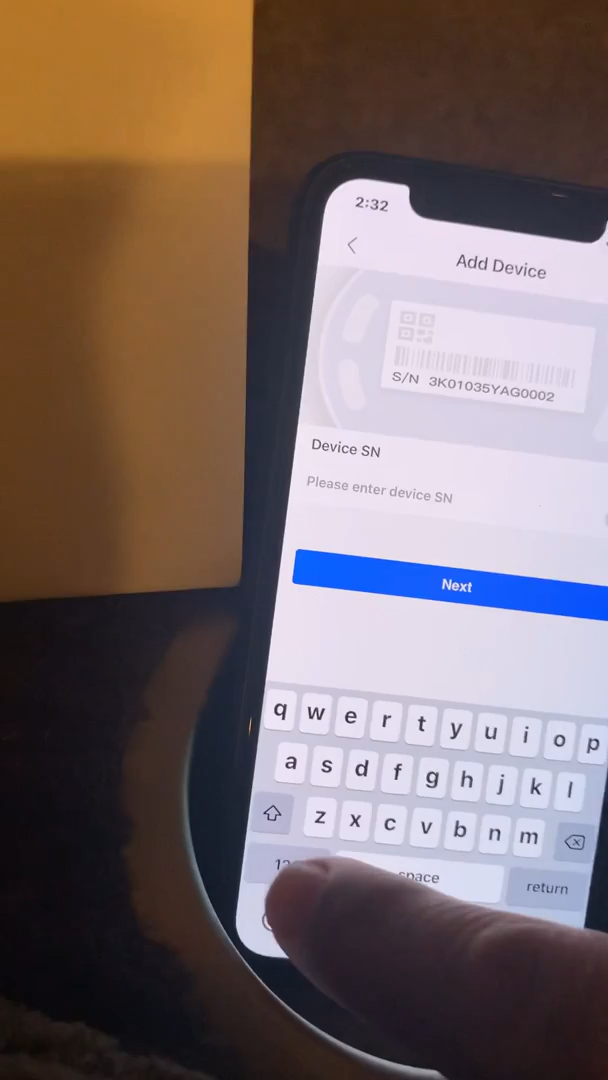 2:32
Add Device
S/N 3K01035YAG0002
Device SN
Please enter device SN
Next
q w e r t y u i o p
a s d f g h j k l
z x c v b n m
space
return